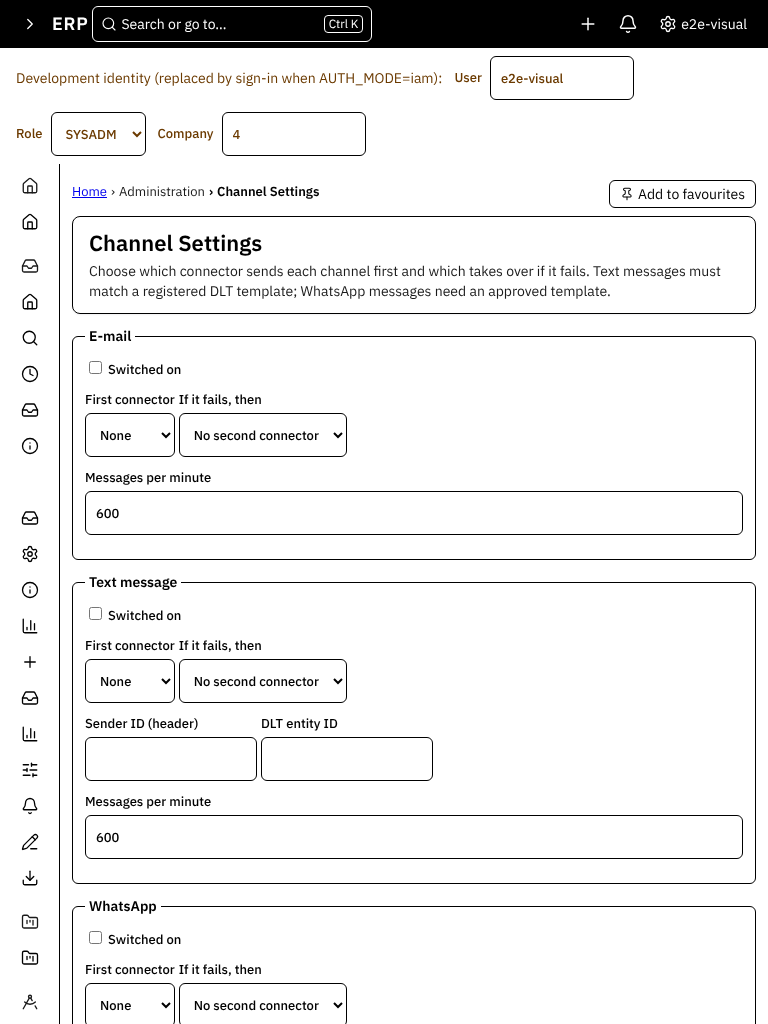 ERP Search or go to... Ctrl K e2e-visual
Development identity (replaced by sign-in when AUTH_MODE=iam): User e2e-visual
Role SYSADM Company 4
Home › Administration › Channel Settings Add to favourites
Channel Settings
Choose which connector sends each channel first and which takes over if it fails. Text messages must
match a registered DLT template; WhatsApp messages need an approved template.
E-mail
Switched on
First connector If it fails, then
None No second connector
Messages per minute
600
Text message
Switched on
First connector If it fails, then
None No second connector
Sender ID (header) DLT entity ID
Messages per minute
600
WhatsApp
Switched on
First connector If it fails, then
None No second connector